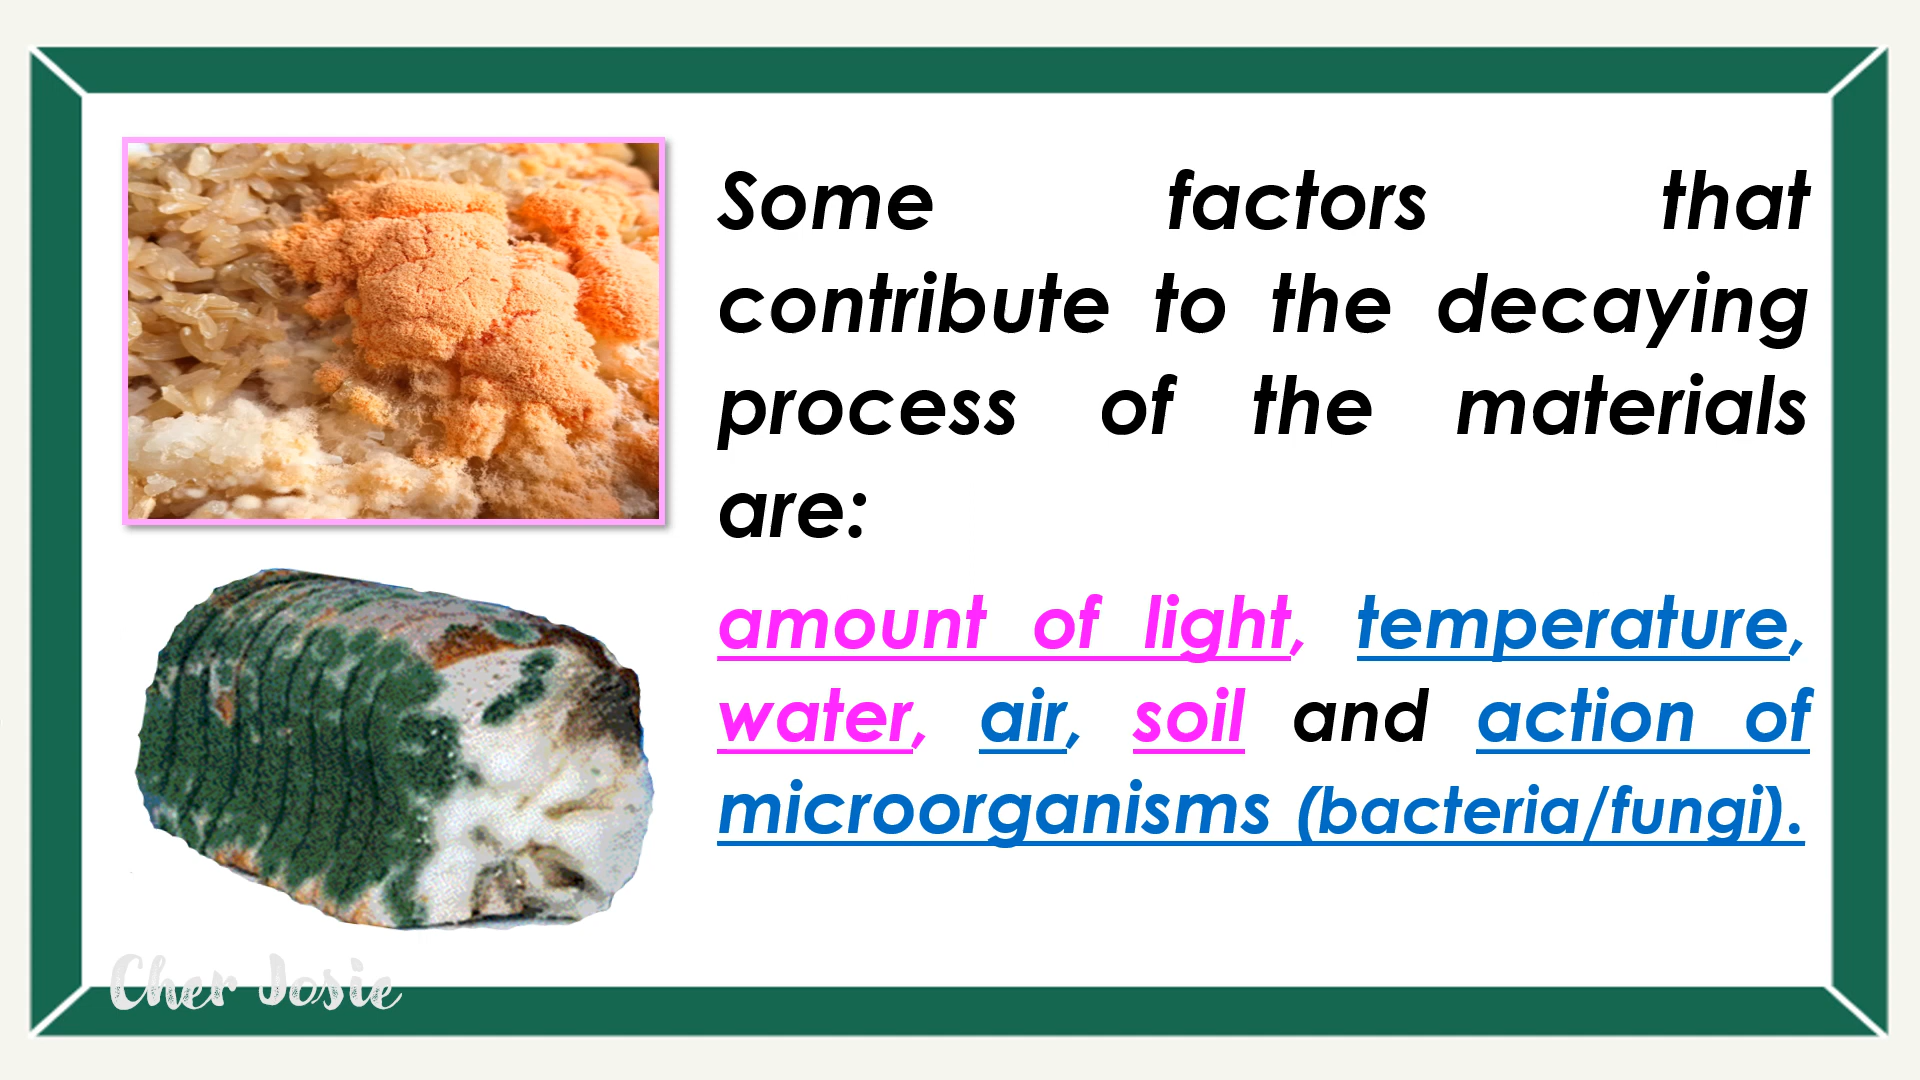 Some factors that
contribute to the decaying
process of the materials
are:
amount of light, temperature,
water, air, soil and action of
microorganisms (bacteria/fungi).
Cher Josie